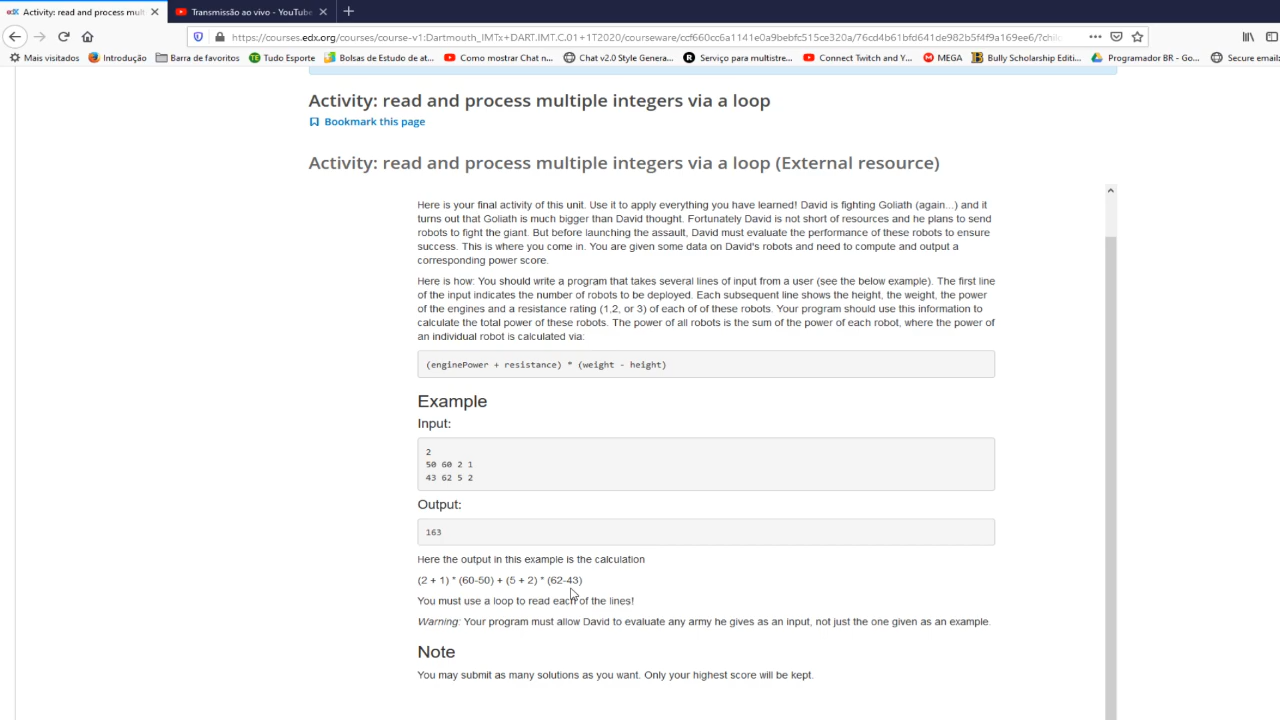 Activity: read and process multiple int
Transmissão ao vivo - YouTube
https://courses.edx.org/courses/course-v1:Dartmouth_IMTx+DART.IMT.C.01+1T2020/courseware/ccf660cc6a1141e0a9bebfc515ce320a/76cd4b61bfd641de982b5f4f9a169ee6/?chilc
Mais visitados
Introdução
Barra de favoritos
Tudo Esporte
Bolsas de Estudo de at...
Como mostrar Chat n...
Chat v2.0 Style Genera...
Serviço para multistre...
Connect Twitch and Y...
MEGA
Bully Scholarship Editi...
Programador BR - Go...
Secure email:
Activity: read and process multiple integers via a loop
Bookmark this page
Activity: read and process multiple integers via a loop (External resource)
Here is your final activity of this unit. Use it to apply everything you have learned! David is fighting Goliath (again...) and it
turns out that Goliath is much bigger than David thought. Fortunately David is not short of resources and he plans to send
robots to fight the giant. But before launching the assault, David must evaluate the performance of these robots to ensure
success. This is where you come in. You are given some data on David's robots and need to compute and output a
corresponding power score.
Here is how: You should write a program that takes several lines of input from a user (see the below example). The first line
of the input indicates the number of robots to be deployed. Each subsequent line shows the height, the weight, the power
of the engines and a resistance rating (1,2, or 3) of each of of these robots. Your program should use this information to
calculate the total power of these robots. The power of all robots is the sum of the power of each robot, where the power of
an individual robot is calculated via:
(enginePower + resistance) * (weight - height)
Example
Input:
2
50 60 2 1
43 62 5 2
Output:
163
Here the output in this example is the calculation
(2 + 1) * (60-50) + (5 + 2) * (62-43)
You must use a loop to read each of the lines!
Warning: Your program must allow David to evaluate any army he gives as an input, not just the one given as an example.
Note
You may submit as many solutions as you want. Only your highest score will be kept.